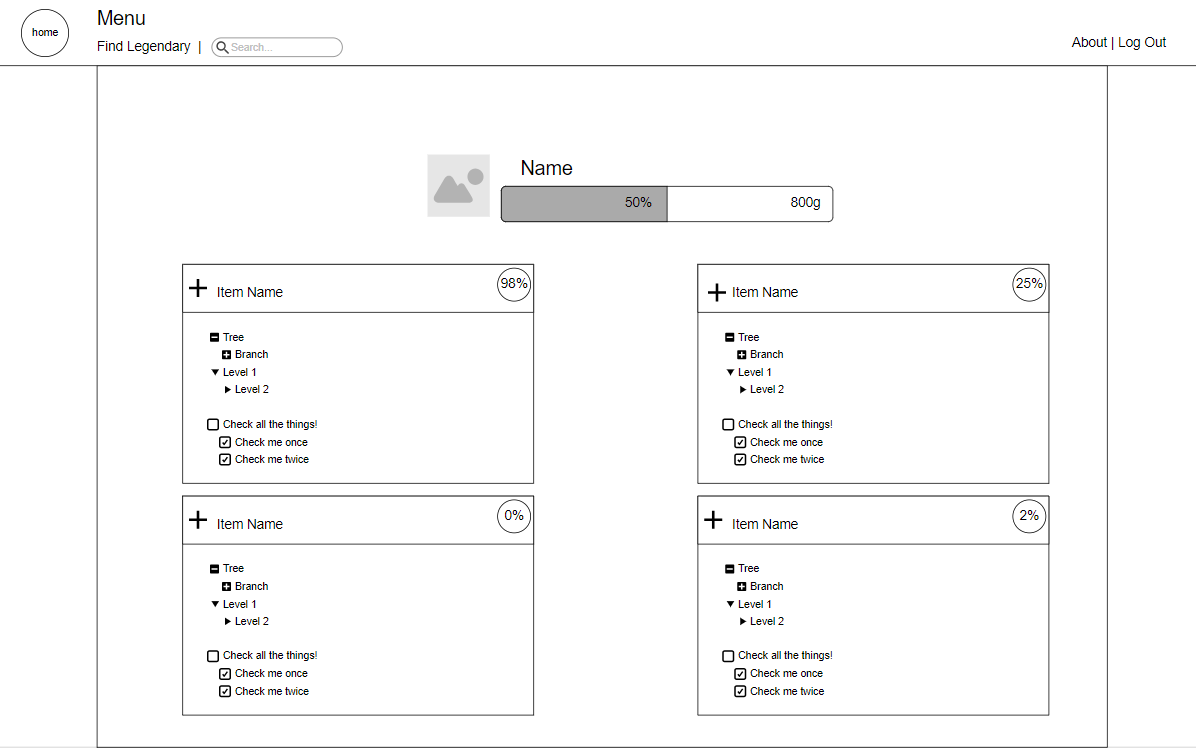 home
Menu
Find Legendary |
Search...
About | Log Out
Name
50% 800g
Item Name 98%
Tree
Branch
Level 1
Level 2
Check all the things!
Check me once
Check me twice
Item Name 25%
Tree
Branch
Level 1
Level 2
Check all the things!
Check me once
Check me twice
Item Name 0%
Tree
Branch
Level 1
Level 2
Check all the things!
Check me once
Check me twice
Item Name 2%
Tree
Branch
Level 1
Level 2
Check all the things!
Check me once
Check me twice